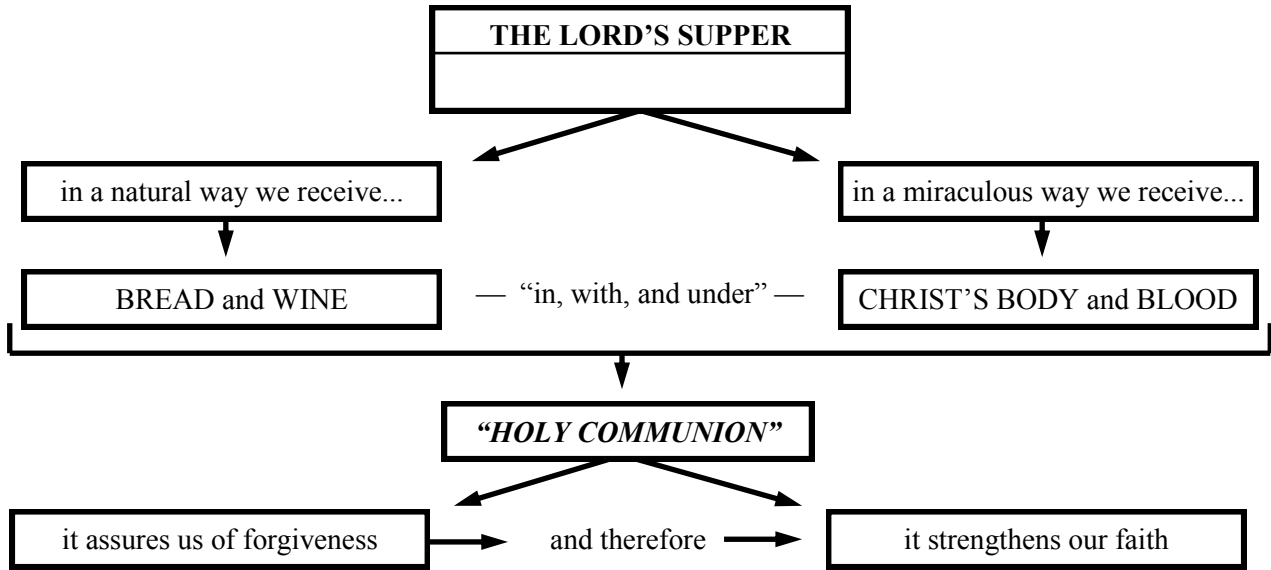 THE LORD’S SUPPER
in a natural way we receive...
in a miraculous way we receive...
BREAD and WINE
— “in, with, and under” —
CHRIST’S BODY and BLOOD
“HOLY COMMUNION”
it assures us of forgiveness
and therefore
it strengthens our faith